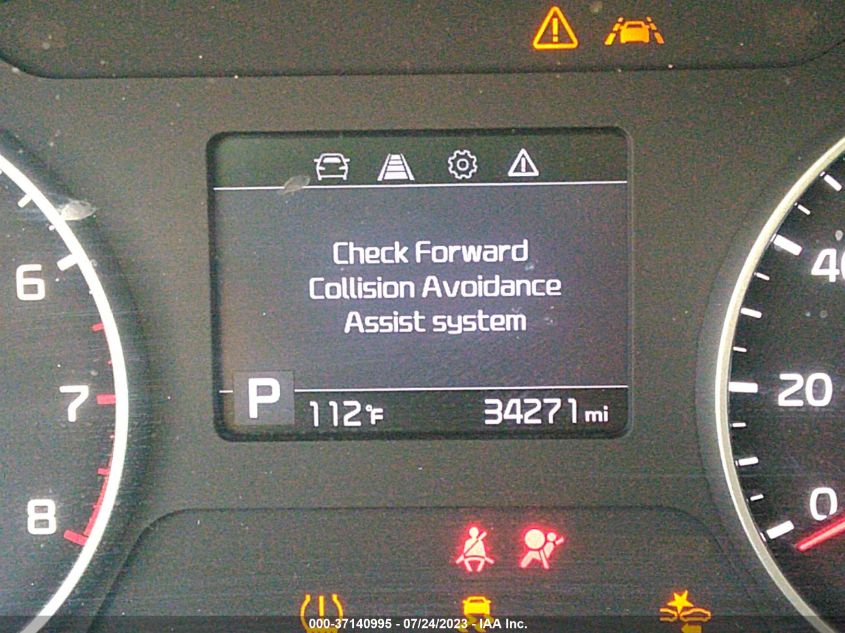 Check Forward
Collision Avoidance
Assist system
6
7
8
P
112°F
34271 mi
20
0
000-37140995 - 07/24/2023 - IAA Inc.